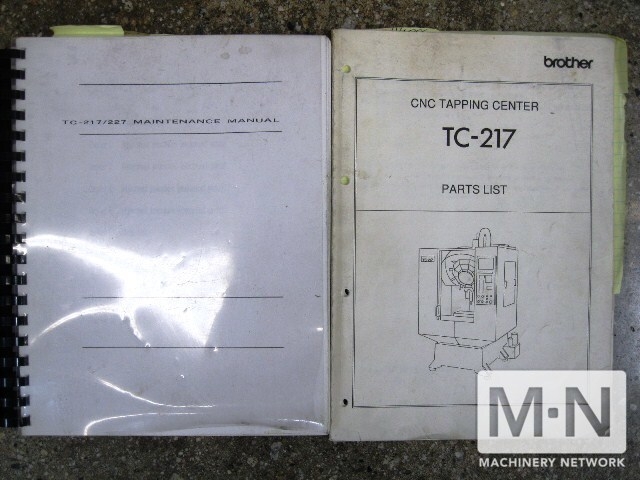 TC-217/227 MAINTENANCE MANUAL
brother
CNC TAPPING CENTER
TC-217
PARTS LIST
M·N
MACHINERY NETWORK